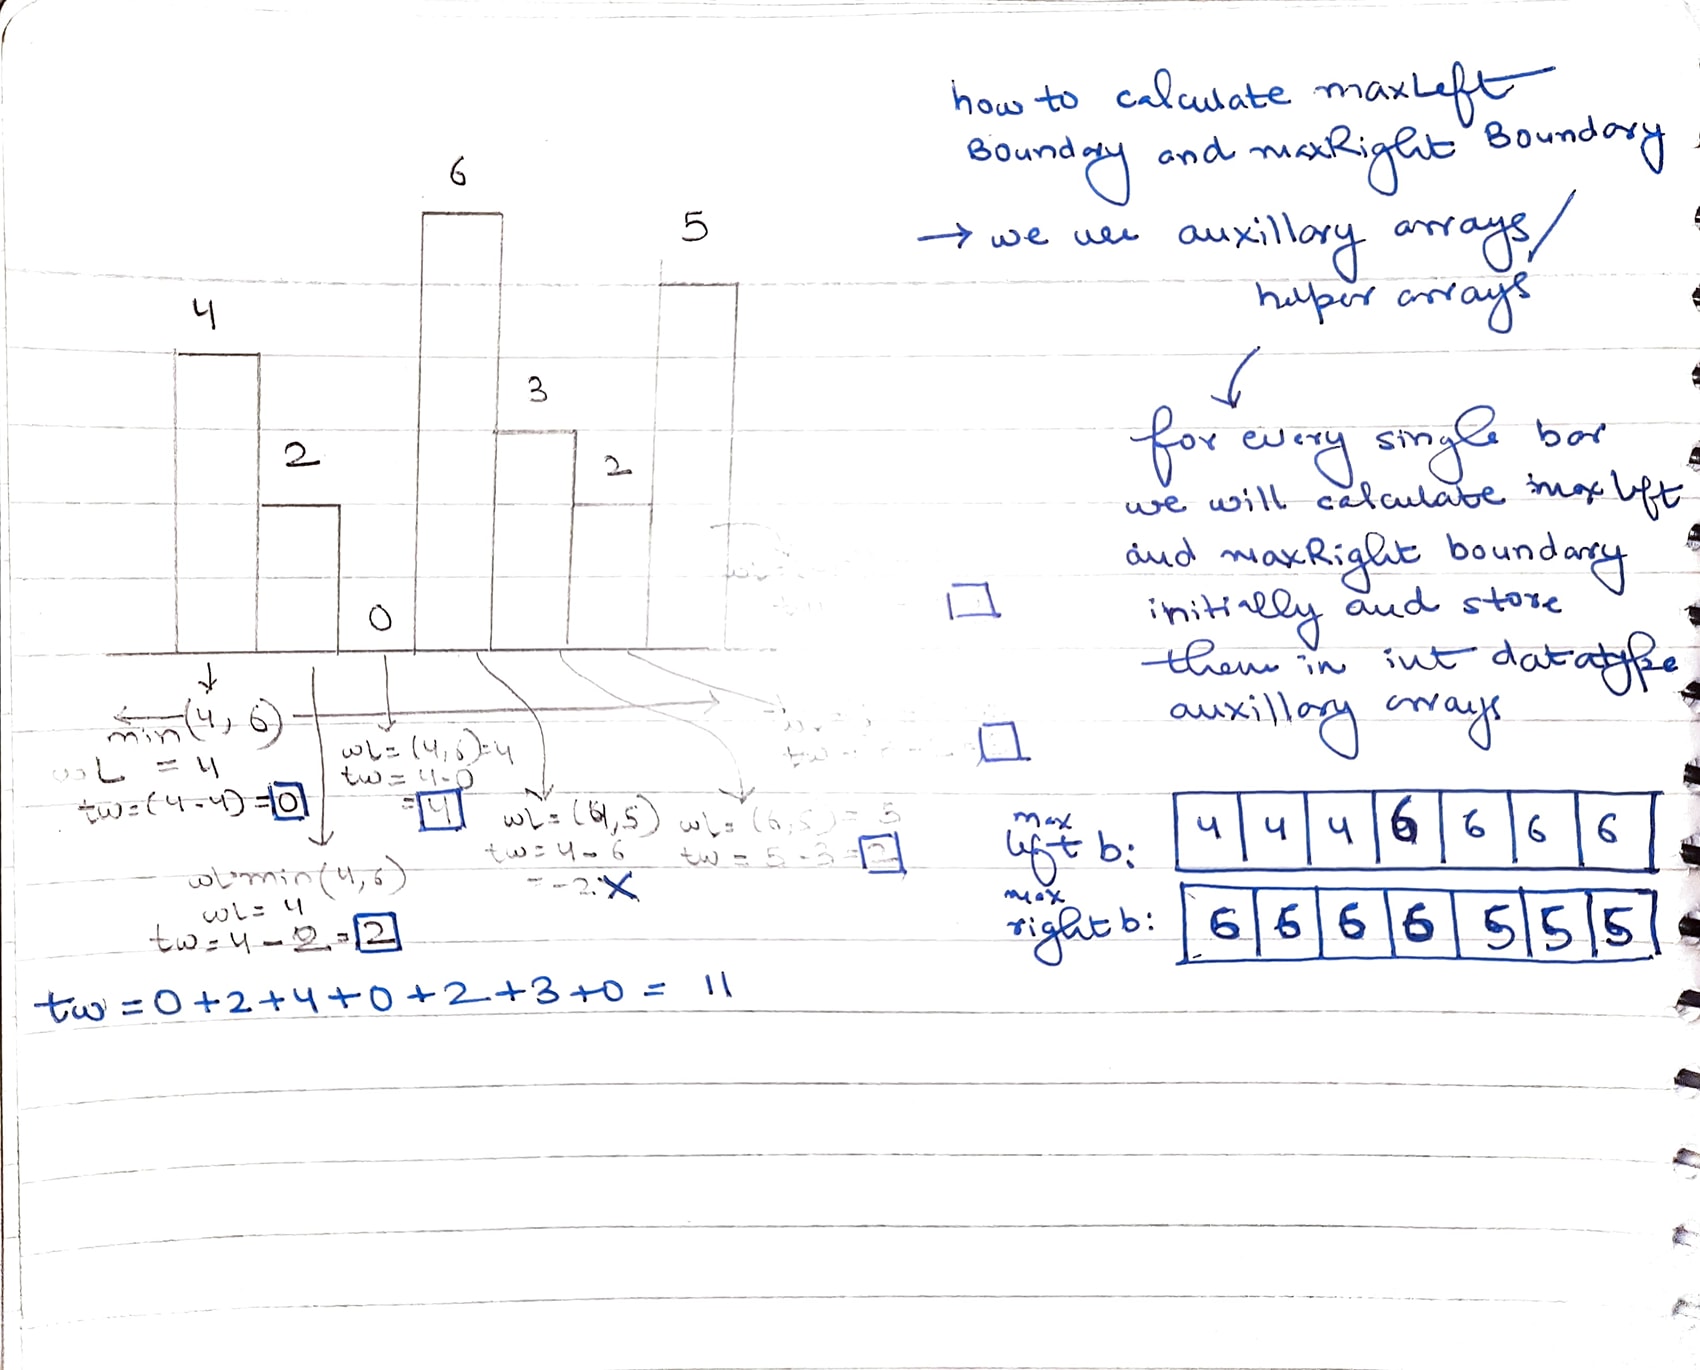 how to calculate maxLeft
Boundary and maxRight Boundary
→ we use auxillary arrays /
helper arrays
for every single bar
we will calculate max left
and maxRight boundary
initially and store
them in int datatype
auxillary arrays
6
5
4
3
2
2
0
min(4, 6)
wL = 4
tw=(4-4)=0
wL=(4,6)=4
tw=4-0
=4
wL=min(4,6)
wL=4
tw=4-2=2
wL=(4,5)
tw=4-6
=-2 X
wL=(6,5)=5
tw=5-3=2
max
left b: 4 4 4 6 6 6 6
max
right b: 6 6 6 6 5 5 5
tw=0+2+4+0+2+3+0= 11